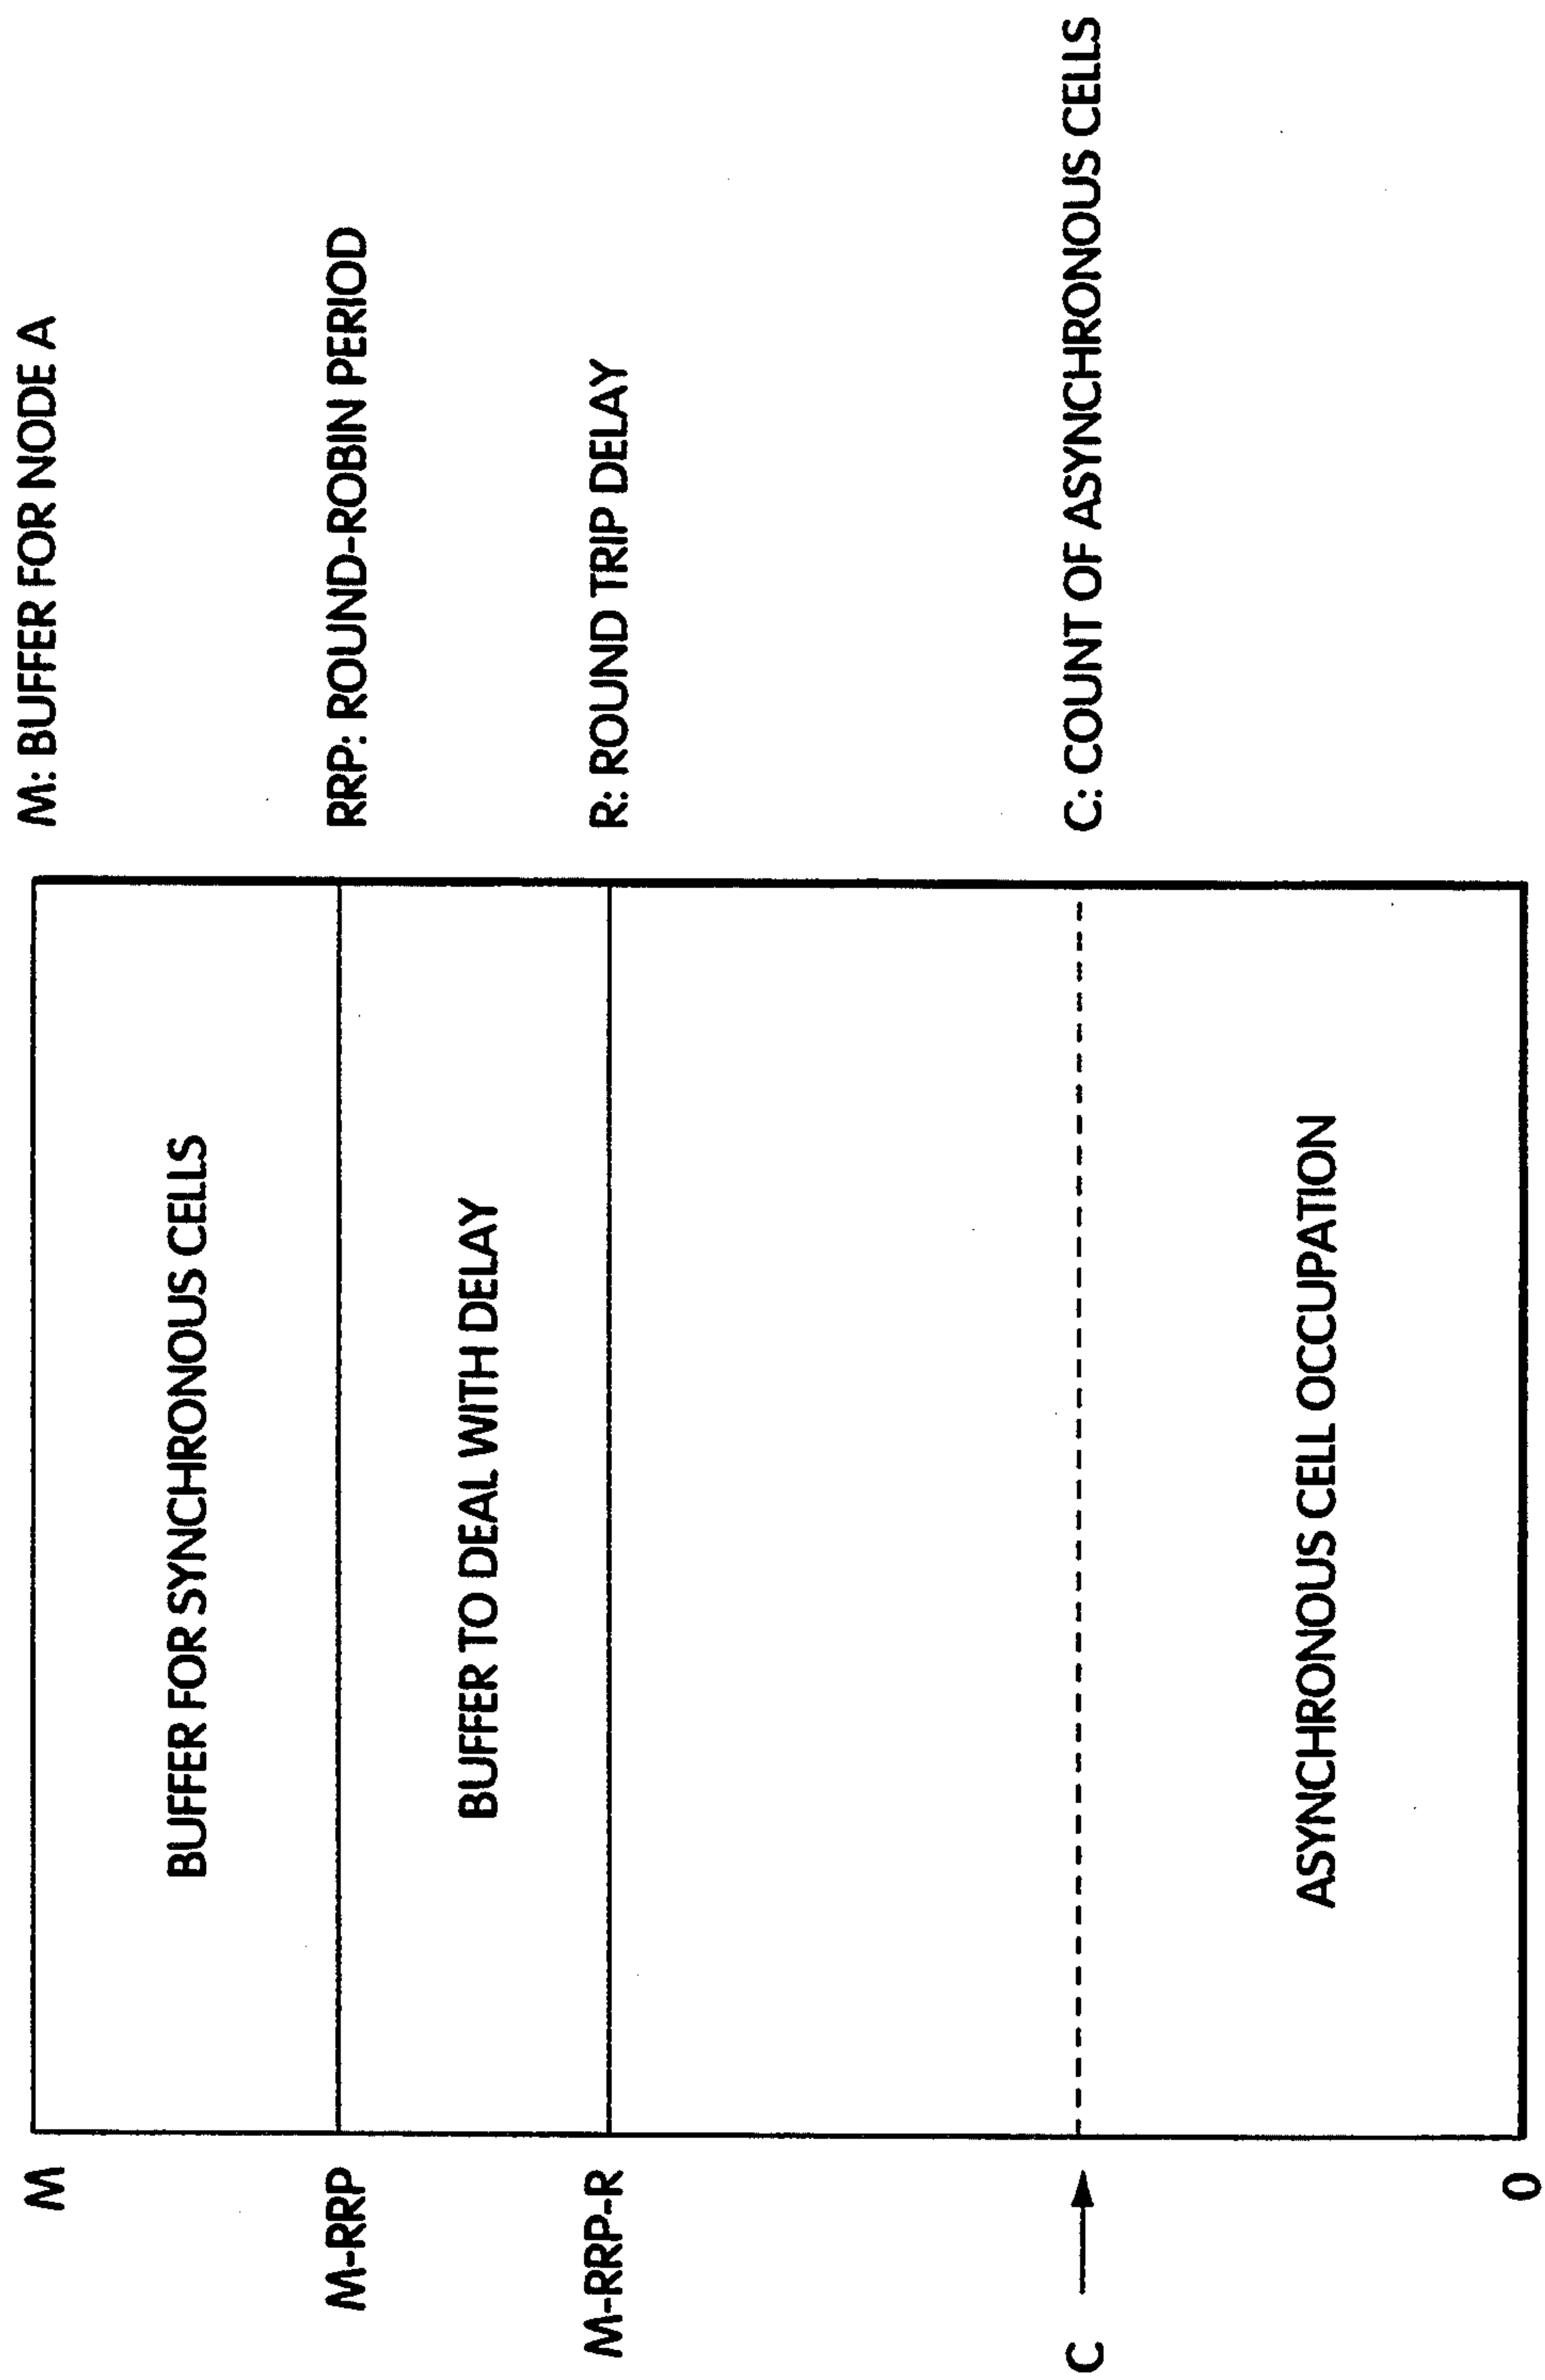 M
M: BUFFER FOR NODE A
BUFFER FOR SYNCHRONOUS CELLS
M-RRP
RRP: ROUND-ROBIN PERIOD
BUFFER TO DEAL WITH DELAY
M-RRP-R
R: ROUND TRIP DELAY
C
C: COUNT OF ASYNCHRONOUS CELLS
ASYNCHRONOUS CELL OCCUPATION
0